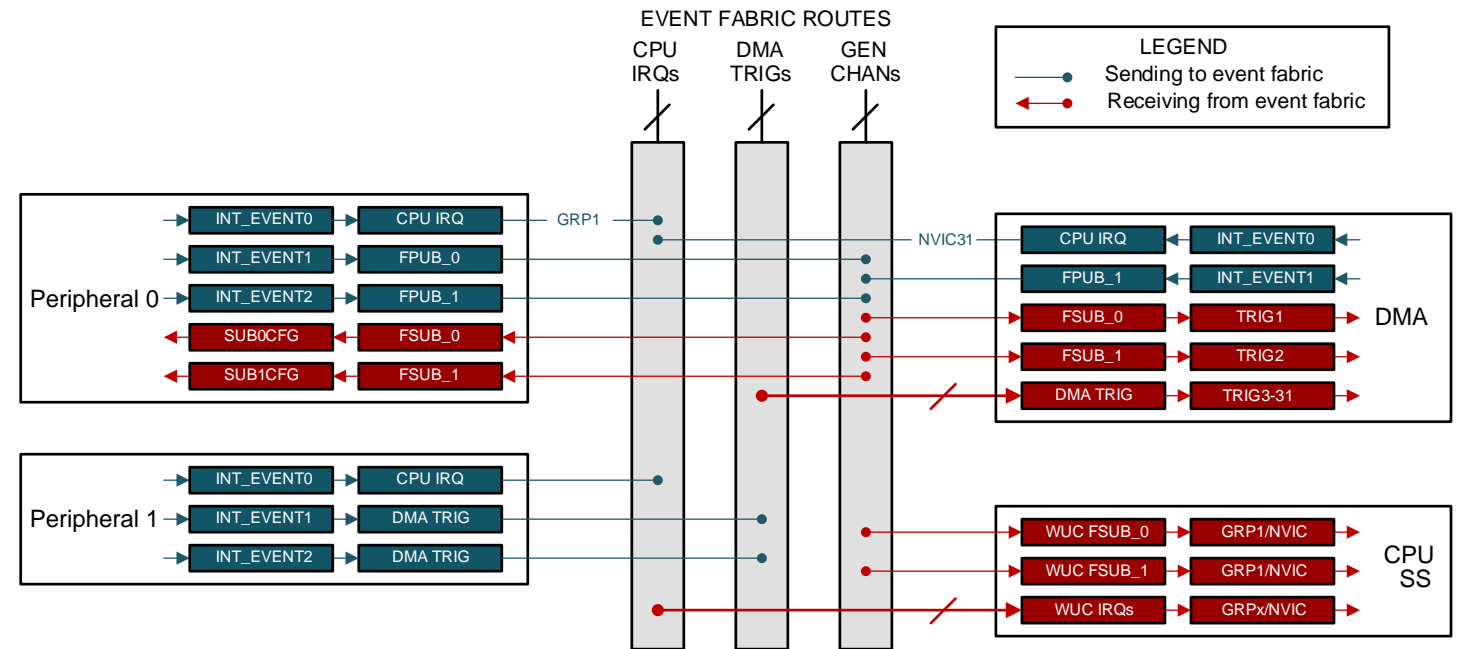 EVENT FABRIC ROUTES
CPU IRQs
DMA TRIGs
GEN CHANs
LEGEND
Sending to event fabric
Receiving from event fabric
Peripheral 0
INT_EVENT0 CPU IRQ GRP1
INT_EVENT1 FPUB_0
INT_EVENT2 FPUB_1
SUB0CFG FSUB_0
SUB1CFG FSUB_1
DMA
NVIC31 CPU IRQ INT_EVENT0
FPUB_1 INT_EVENT1
FSUB_0 TRIG1
FSUB_1 TRIG2
DMA TRIG TRIG3-31
Peripheral 1
INT_EVENT0 CPU IRQ
INT_EVENT1 DMA TRIG
INT_EVENT2 DMA TRIG
WUC FSUB_0 GRP1/NVIC
WUC FSUB_1 GRP1/NVIC
WUC IRQs GRPx/NVIC
CPU
SS